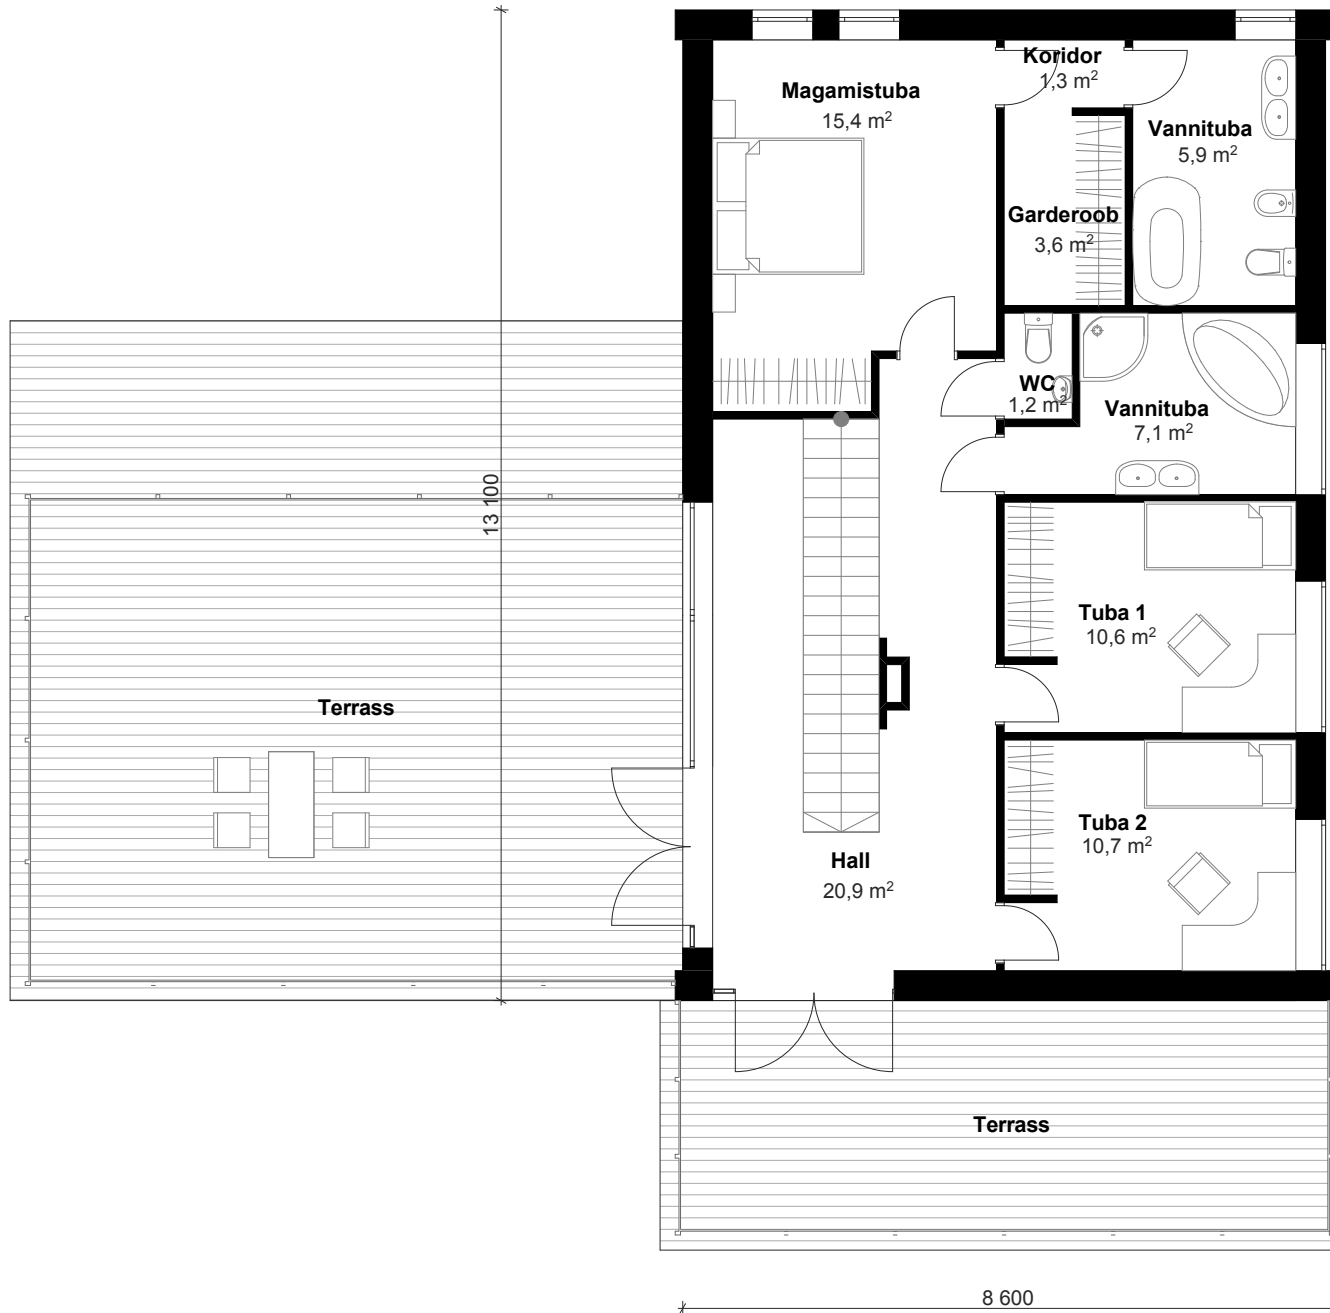 Koridor
1,3 m²
Magamistuba
15,4 m²
Vannituba
5,9 m²
Garderoob
3,6 m²
WC
1,2 m²
Vannituba
7,1 m²
13 100
Tuba 1
10,6 m²
Terrass
Tuba 2
10,7 m²
Hall
20,9 m²
Terrass
8 600